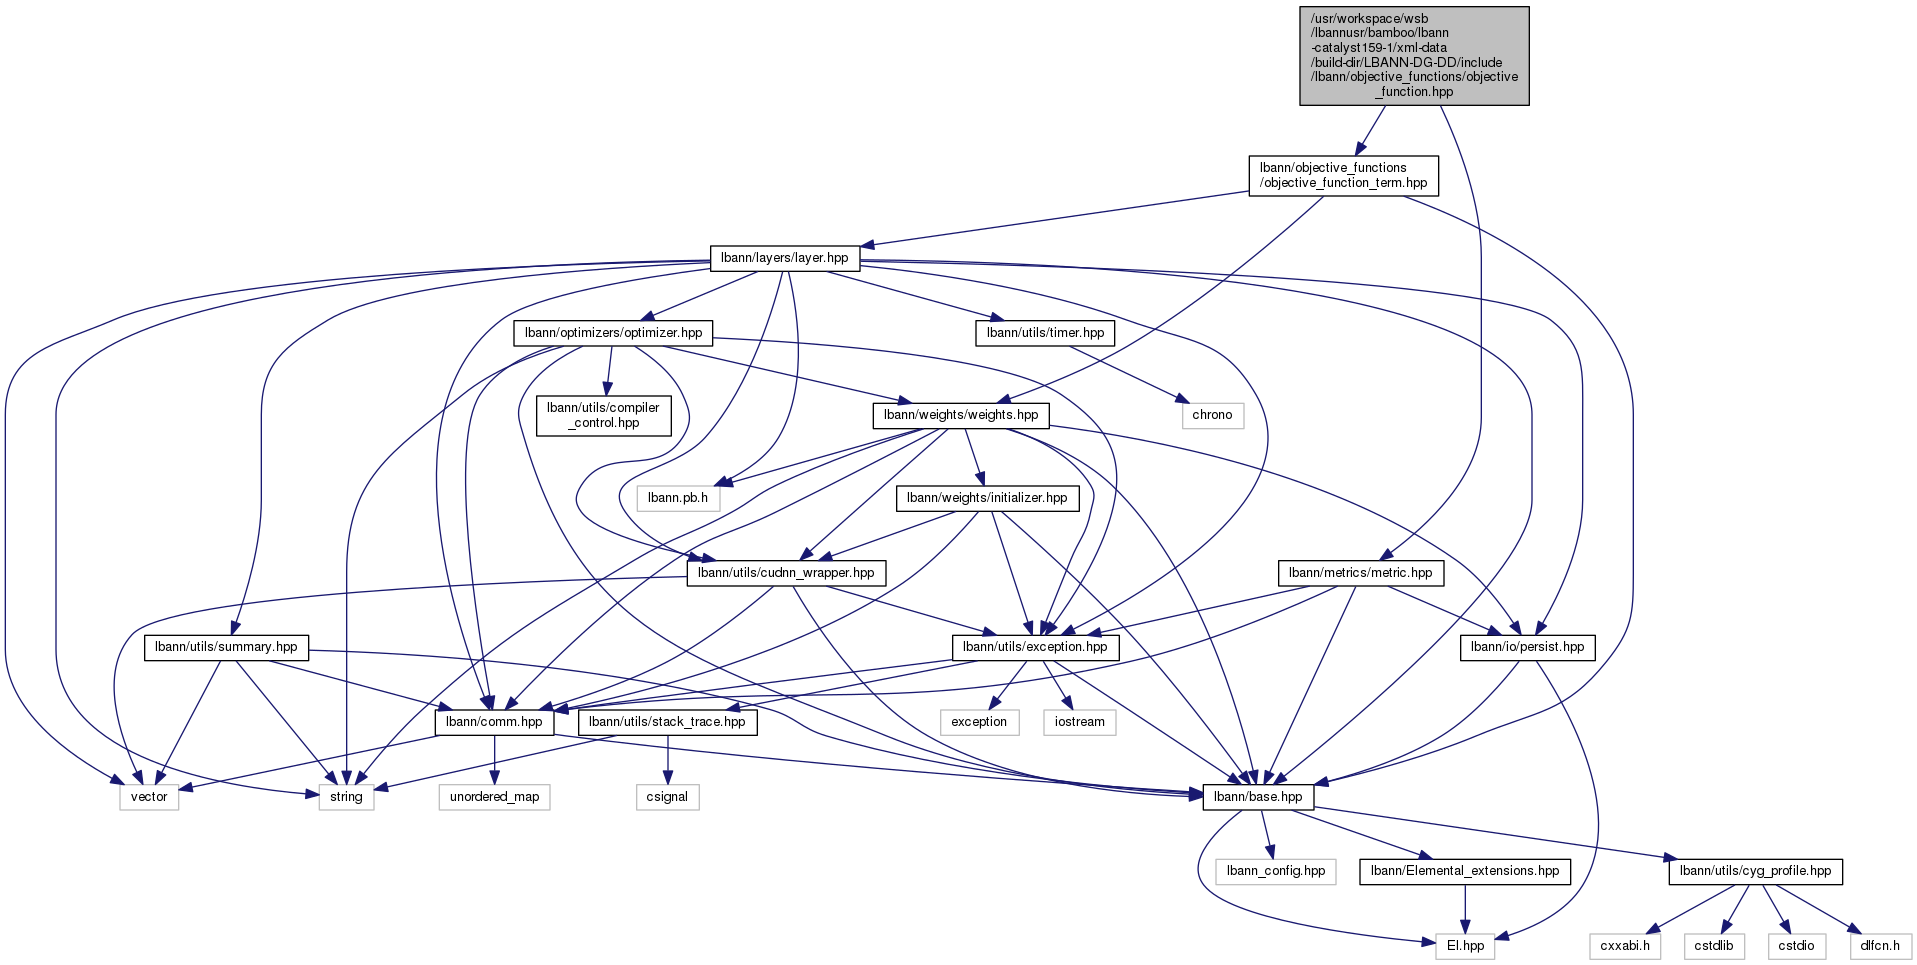 /usr/workspace/wsb
/lbannusr/bamboo/lbann
-catalyst159-1/xml-data
/build-dir/LBANN-DG-DD/include
/lbann/objective_functions/objective
_function.hpp
lbann/objective_functions
/objective_function_term.hpp
lbann/layers/layer.hpp
lbann/optimizers/optimizer.hpp
lbann/utils/timer.hpp
lbann/utils/compiler
_control.hpp
lbann/weights/weights.hpp
chrono
lbann.pb.h
lbann/weights/initializer.hpp
lbann/utils/cudnn_wrapper.hpp
lbann/metrics/metric.hpp
lbann/utils/summary.hpp
lbann/utils/exception.hpp
lbann/io/persist.hpp
lbann/comm.hpp
lbann/utils/stack_trace.hpp
exception
iostream
vector
string
unordered_map
csignal
lbann/base.hpp
lbann_config.hpp
lbann/Elemental_extensions.hpp
lbann/utils/cyg_profile.hpp
El.hpp
cxxabi.h
cstdlib
cstdio
dlfcn.h